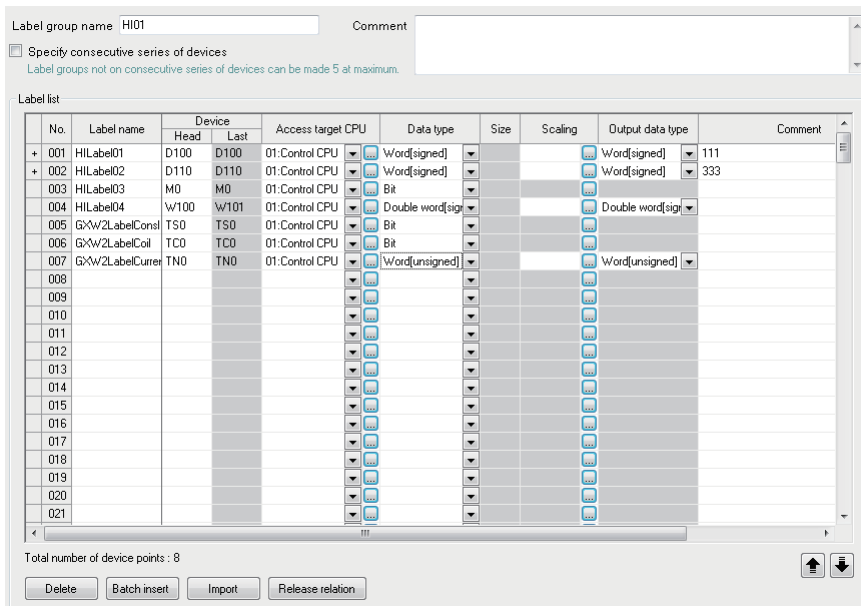 Label group name HI01 Comment
Specify consecutive series of devices
Label groups not on consecutive series of devices can be made 5 at maximum.
Label list
No. Label name Device Head Last Access target CPU Data type Size Scaling Output data type Comment
+ 001 HILabel01 D100 D100 01:Control CPU ... Word[signed] ... Word[signed] 111
+ 002 HILabel02 D110 D110 01:Control CPU ... Word[signed] ... Word[signed] 333
003 HILabel03 M0 M0 01:Control CPU ... Bit ...
004 HILabel04 W100 W101 01:Control CPU ... Double word[sigr ... Double word[sigr
005 GXW2LabelConsl TS0 TS0 01:Control CPU ... Bit ...
006 GXW2LabelCoil TC0 TC0 01:Control CPU ... Bit ...
007 GXW2LabelCurrer TN0 TN0 01:Control CPU ... Word[unsigned] ... Word[unsigned]
008 ... ...
009 ... ...
010 ... ...
011 ... ...
012 ... ...
013 ... ...
014 ... ...
015 ... ...
016 ... ...
017 ... ...
018 ... ...
019 ... ...
020 ... ...
021 ... ...
Total number of device points : 8
Delete Batch insert Import Release relation